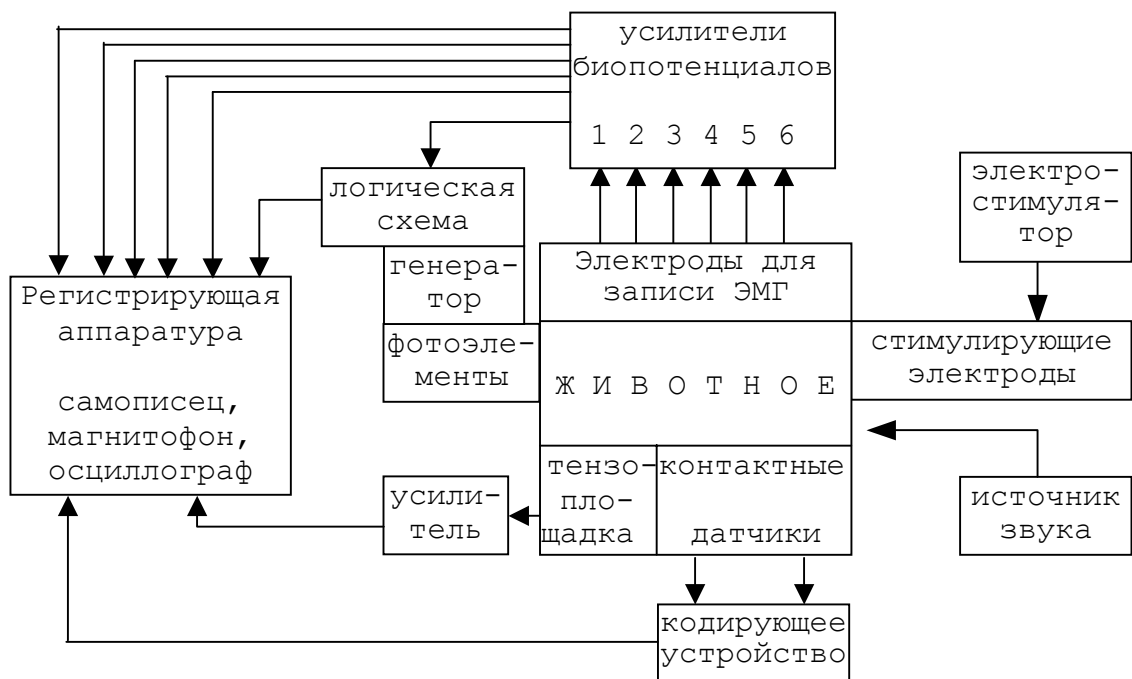 усилители
биопотенциалов
1 2 3 4 5 6
логическая
схема
электро-
стимуля-
тор
генера-
тор
Электроды для
записи ЭМГ
Регистрирующая
аппаратура
самописец,
магнитофон,
осциллограф
фотоэле-
менты
Ж И В О Т Н О Е
стимулирующие
электроды
тензо-
пло-
щадка
контактные
датчики
усили-
тель
источник
звука
кодирующее
устройство